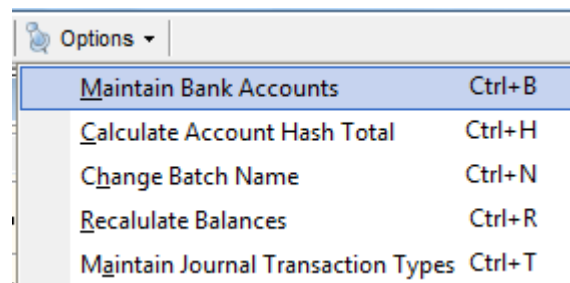 Options
Maintain Bank Accounts Ctrl+B
Calculate Account Hash Total Ctrl+H
Change Batch Name Ctrl+N
Recalulate Balances Ctrl+R
Maintain Journal Transaction Types Ctrl+T